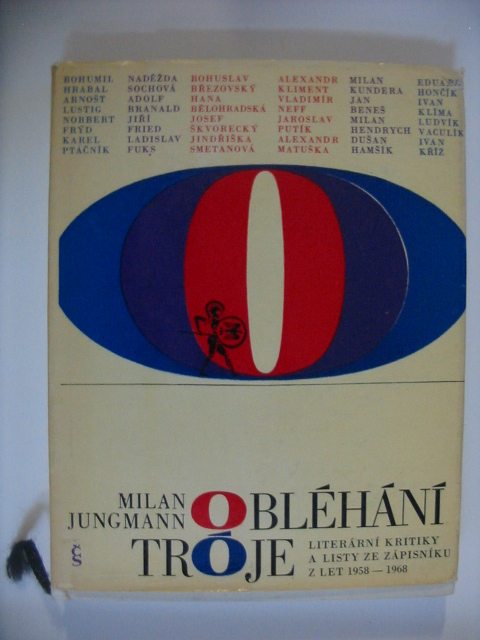 BOHUMIL
HRABAL
ARNOŠT
LUSTIG
NORBERT
FRÝD
KAREL
PTÁČNÍK
NADĚŽDA
SOCHOVÁ
ADOLF
BRANALD
JIŘÍ
FRIED
LADISLAV
FUKS
BOHUSLAV
BŘEZOVSKÝ
HANA
BĚLOHRADSKÁ
JOSEF
ŠKVORECKÝ
JINDŘIŠKA
SMETANOVÁ
ALEXANDR
KLIMENT
VLADIMÍR
NEFF
JAROSLAV
PUTÍK
ALEXANDR
MATUŠKA
MILAN
KUNDERA
JAN
BENEŠ
MILAN
HENDRYCH
DUŠAN
HAMŠÍK
EDUARD
HONČÍK
IVAN
KLÍMA
LUDVÍK
VACULÍK
IVAN
KŘÍŽ
MILAN
JUNGMANN
OBLÉHÁNÍ
TRÓJE
LITERÁRNÍ KRITIKY
A LISTY ZE ZÁPISNÍKU
Z LET 1958 — 1968
ČS